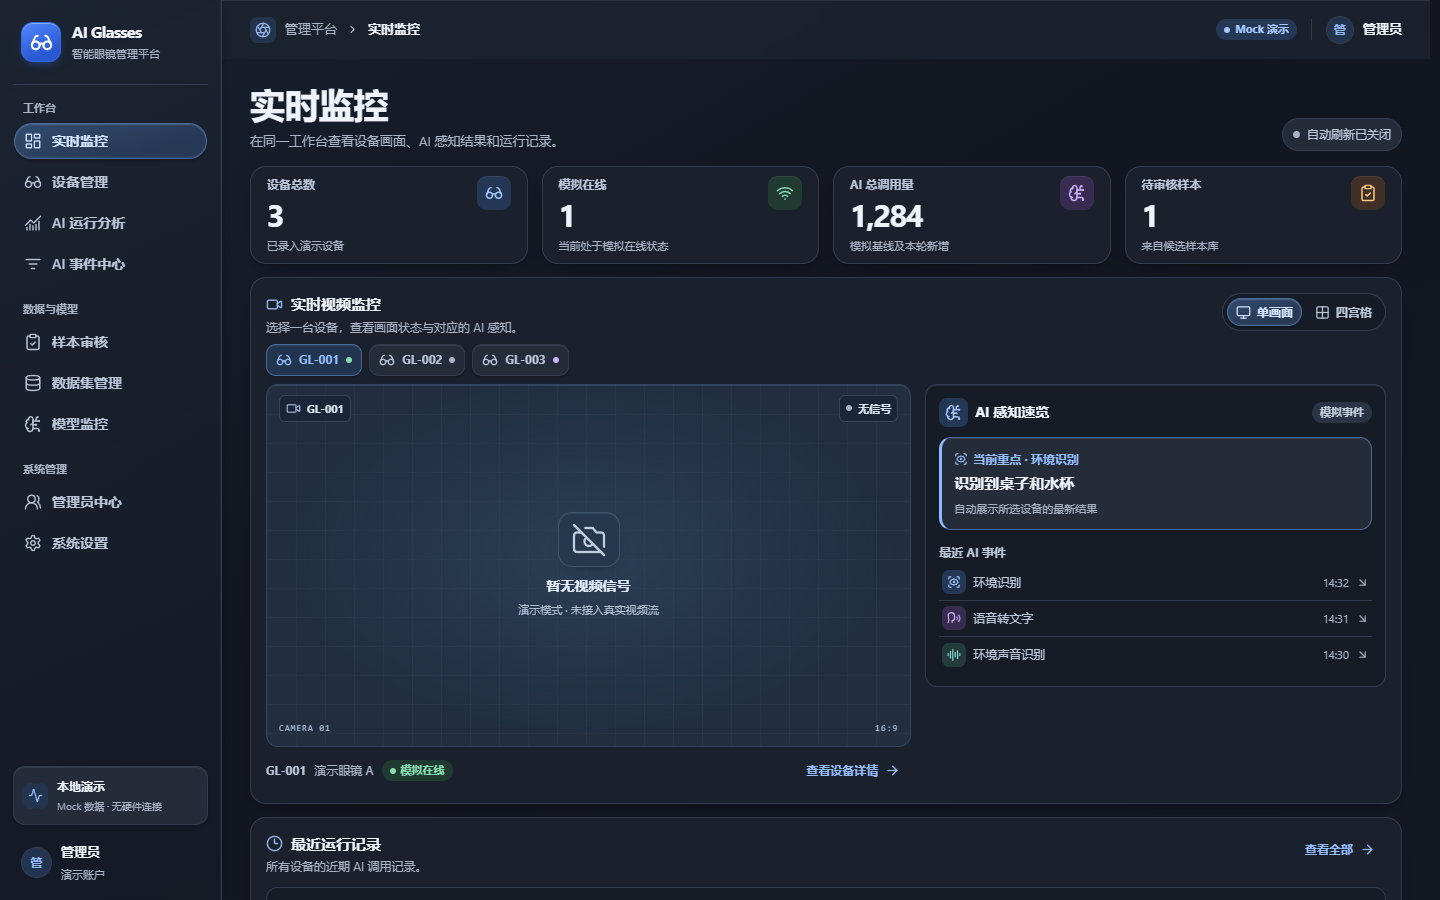 AI Glasses
智能眼镜管理平台
工作台
实时监控
设备管理
AI 运行分析
AI 事件中心
数据与模型
样本审核
数据集管理
模型监控
系统管理
管理员中心
系统设置
本地演示
Mock 数据 · 无硬件连接
管 管理员
演示账户
管理平台 > 实时监控
Mock 演示
管 管理员
实时监控
在同一工作台查看设备画面、AI 感知结果和运行记录。
自动刷新已关闭
设备总数
3
已录入演示设备
模拟在线
1
当前处于模拟在线状态
AI 总调用量
1,284
模拟基线及本轮新增
待审核样本
1
来自候选样本库
实时视频监控
选择一台设备，查看画面状态与对应的 AI 感知。
单画面 四宫格
GL-001 GL-002 GL-003
GL-001
无信号
暂无视频信号
演示模式 · 未接入真实视频流
CAMERA 01
16:9
GL-001 演示眼镜 A 模拟在线
查看设备详情
AI 感知速览
模拟事件
当前重点 · 环境识别
识别到桌子和水杯
自动展示所选设备的最新结果
最近 AI 事件
环境识别 14:32
语音转文字 14:31
环境声音识别 14:30
最近运行记录
所有设备的近期 AI 调用记录。
查看全部